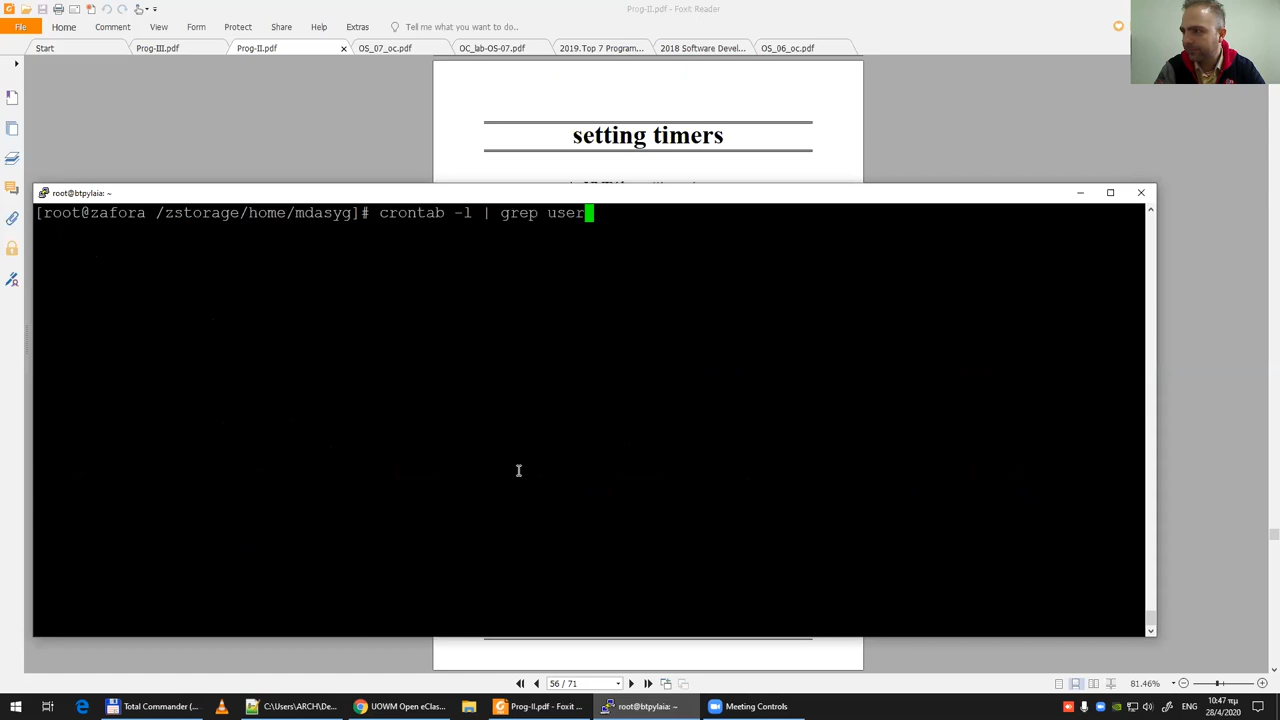 Prog-II.pdf - Foxit Reader
File Home Comment View Form Protect Share Help Extras Tell me what you want to do..
Start Prog-III.pdf Prog-II.pdf OS_07_oc.pdf OC_lab-OS-07.pdf 2019.Top 7 Program... 2018 Software Devel... OS_06_oc.pdf
setting timers
root@btpylaia: ~
[root@zafora /zstorage/home/mdasyg]# crontab -l | grep user
56 / 71
81.46%
Total Commander (... C:\Users\ARCH\De... UOWM Open eClas... Prog-II.pdf - Foxit ... root@btpylaia: ~ Meeting Controls
ENG
10:47 πμ
28/4/2020